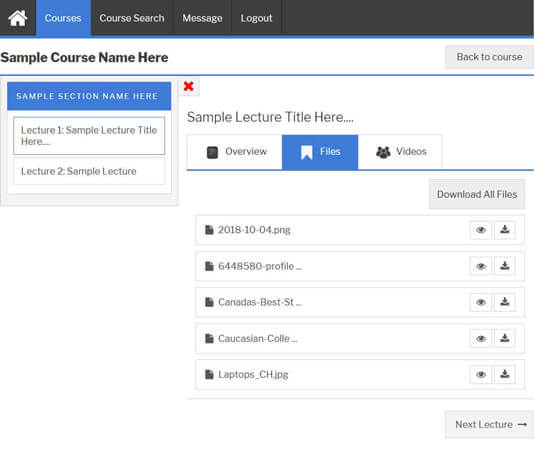 Courses Course Search Message Logout
Sample Course Name Here
Back to course
SAMPLE SECTION NAME HERE
Lecture 1: Sample Lecture Title
Here....
Lecture 2: Sample Lecture
Sample Lecture Title Here....
Overview Files Videos
Download All Files
2018-10-04.png
6448580-profile ...
Canadas-Best-St ...
Caucasian-Colle ...
Laptops_CH.jpg
Next Lecture